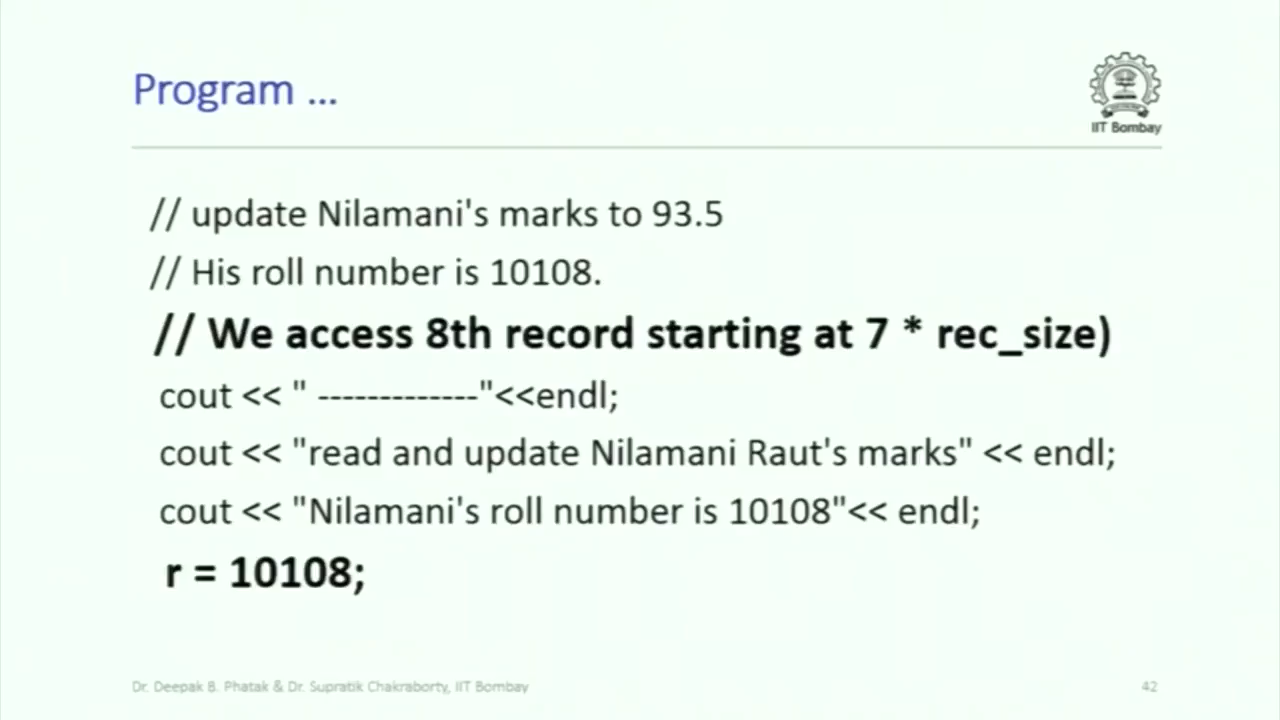 Program ...
IIT Bombay
// update Nilamani's marks to 93.5
// His roll number is 10108.
// We access 8th record starting at 7 * rec_size)
cout << " -------------"<<endl;
cout << "read and update Nilamani Raut's marks" << endl;
cout << "Nilamani's roll number is 10108"<< endl;
r = 10108;
Dr. Deepak B. Phatak & Dr. Supratik Chakraborty, IIT Bombay
42